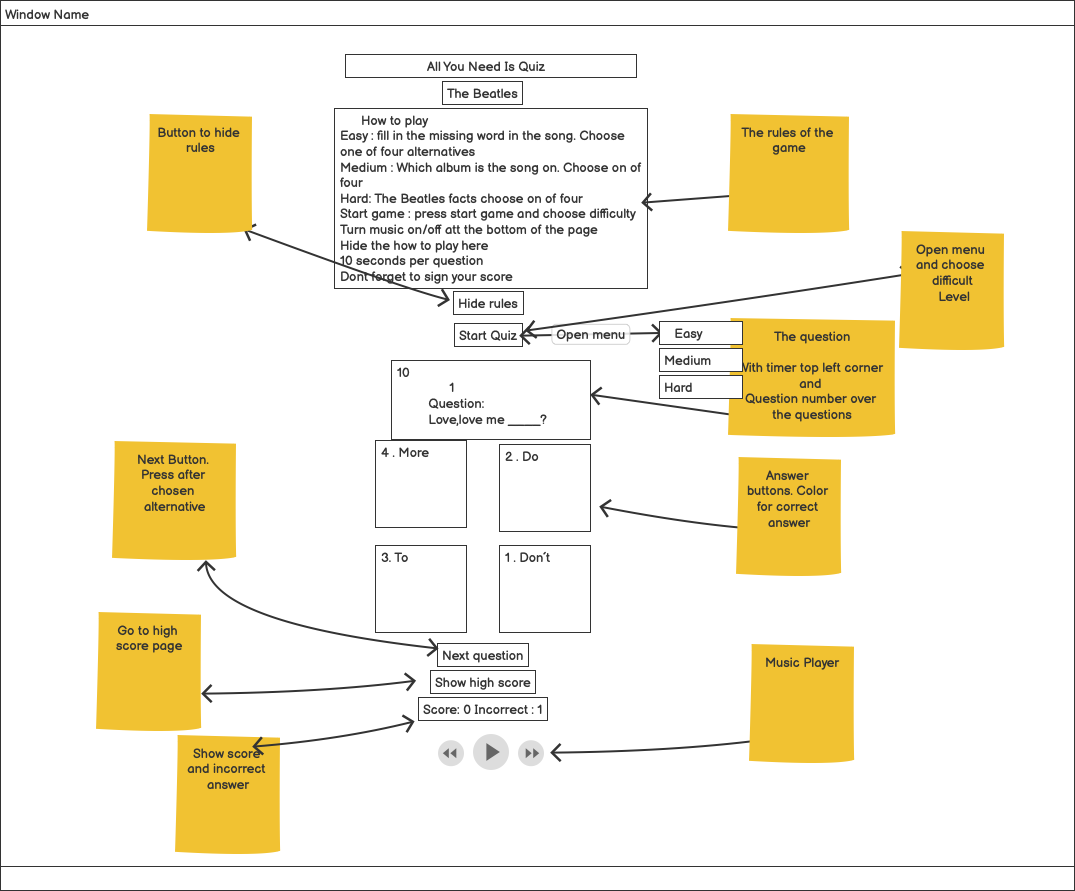 Window Name
All You Need Is Quiz
The Beatles
How to play
Easy : fill in the missing word in the song. Choose
one of four alternatives
Medium : Which album is the song on. Choose on of
four
Hard: The Beatles facts choose on of four
Start game : press start game and choose difficulty
Turn music on/off att the bottom of the page
Hide the how to play here
10 seconds per question
Dont forget to sign your score
Button to hide
rules
The rules of the
game
Hide rules
Start Quiz
Open menu
Easy
Medium
Hard
Open menu
and choose
difficult
Level
The question
With timer top left corner
and
Question number over
the questions
10
1
Question:
Love,love me _____?
4 . More
2 . Do
3. To
1 . Don´t
Next Button.
Press after
chosen
alternative
Answer
buttons. Color
for correct
answer
Next question
Show high score
Score: 0 Incorrect : 1
Go to high
score page
Show score
and incorrect
answer
Music Player